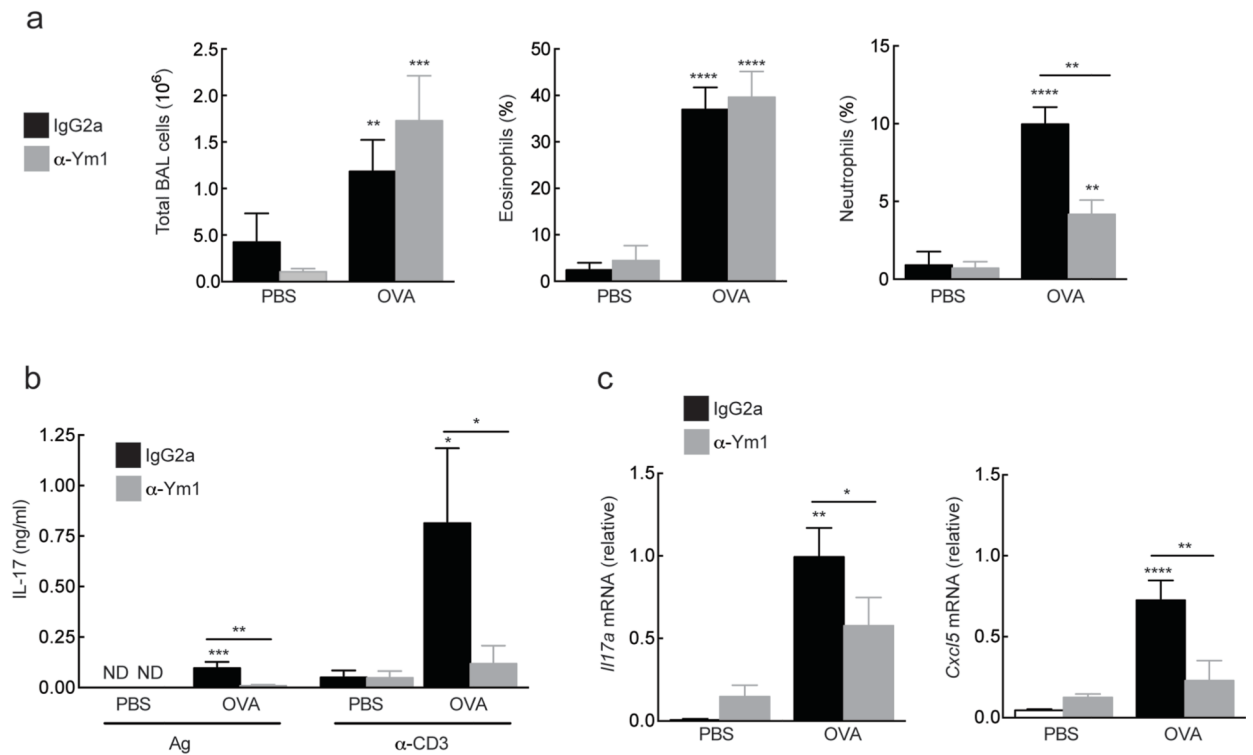 a
IgG2a
α-Ym1
Total BAL cells (10⁶)
2.5
2.0
1.5
1.0
5.0
0.0
**
***
PBS
OVA
Eosinophils (%)
50
40
30
20
10
0
****
****
PBS
OVA
Neutrophils (%)
15
10
5
0
**
****
**
PBS
OVA
b
IgG2a
α-Ym1
IL-17 (ng/ml)
1.25
1.00
0.75
0.50
0.25
0.00
ND ND
**
***
*
*
PBS
OVA
PBS
OVA
Ag
α-CD3
c
IgG2a
α-Ym1
Il17a mRNA (relative)
1.5
1.0
0.5
0.0
*
**
PBS
OVA
Cxcl5 mRNA (relative)
1.5
1.0
0.5
0.0
**
****
PBS
OVA